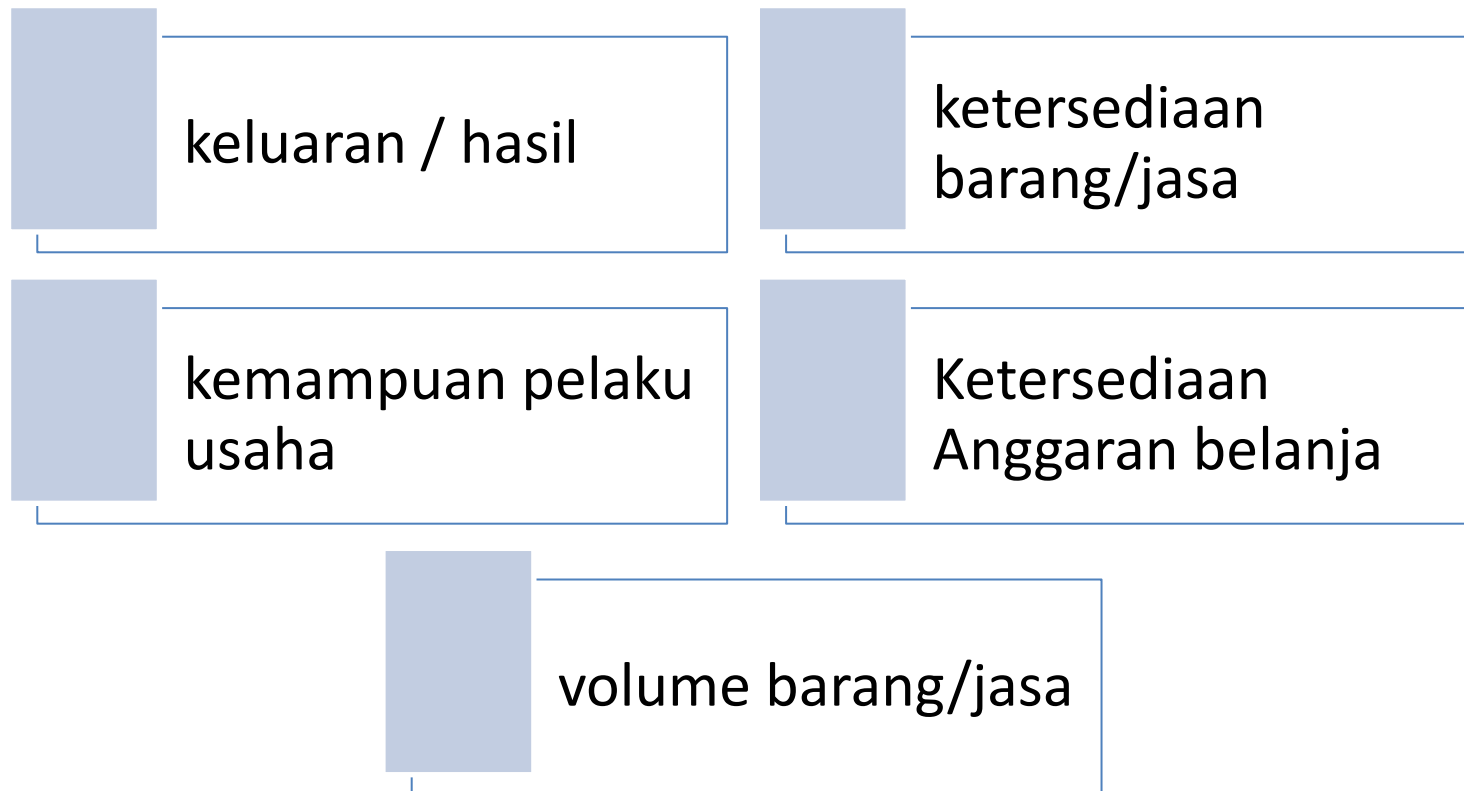 keluaran / hasil
ketersediaan
barang/jasa
kemampuan pelaku
usaha
Ketersediaan
Anggaran belanja
volume barang/jasa